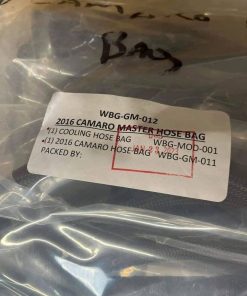 CAMARO
BAG
WBG-GM-012
2016 CAMARO MASTER HOSE BAG
*(1) COOLING HOSE BAG WBG-MOD-001
*(1) 2016 CAMARO HOSE BAG WBG-GM-011
PACKED BY: